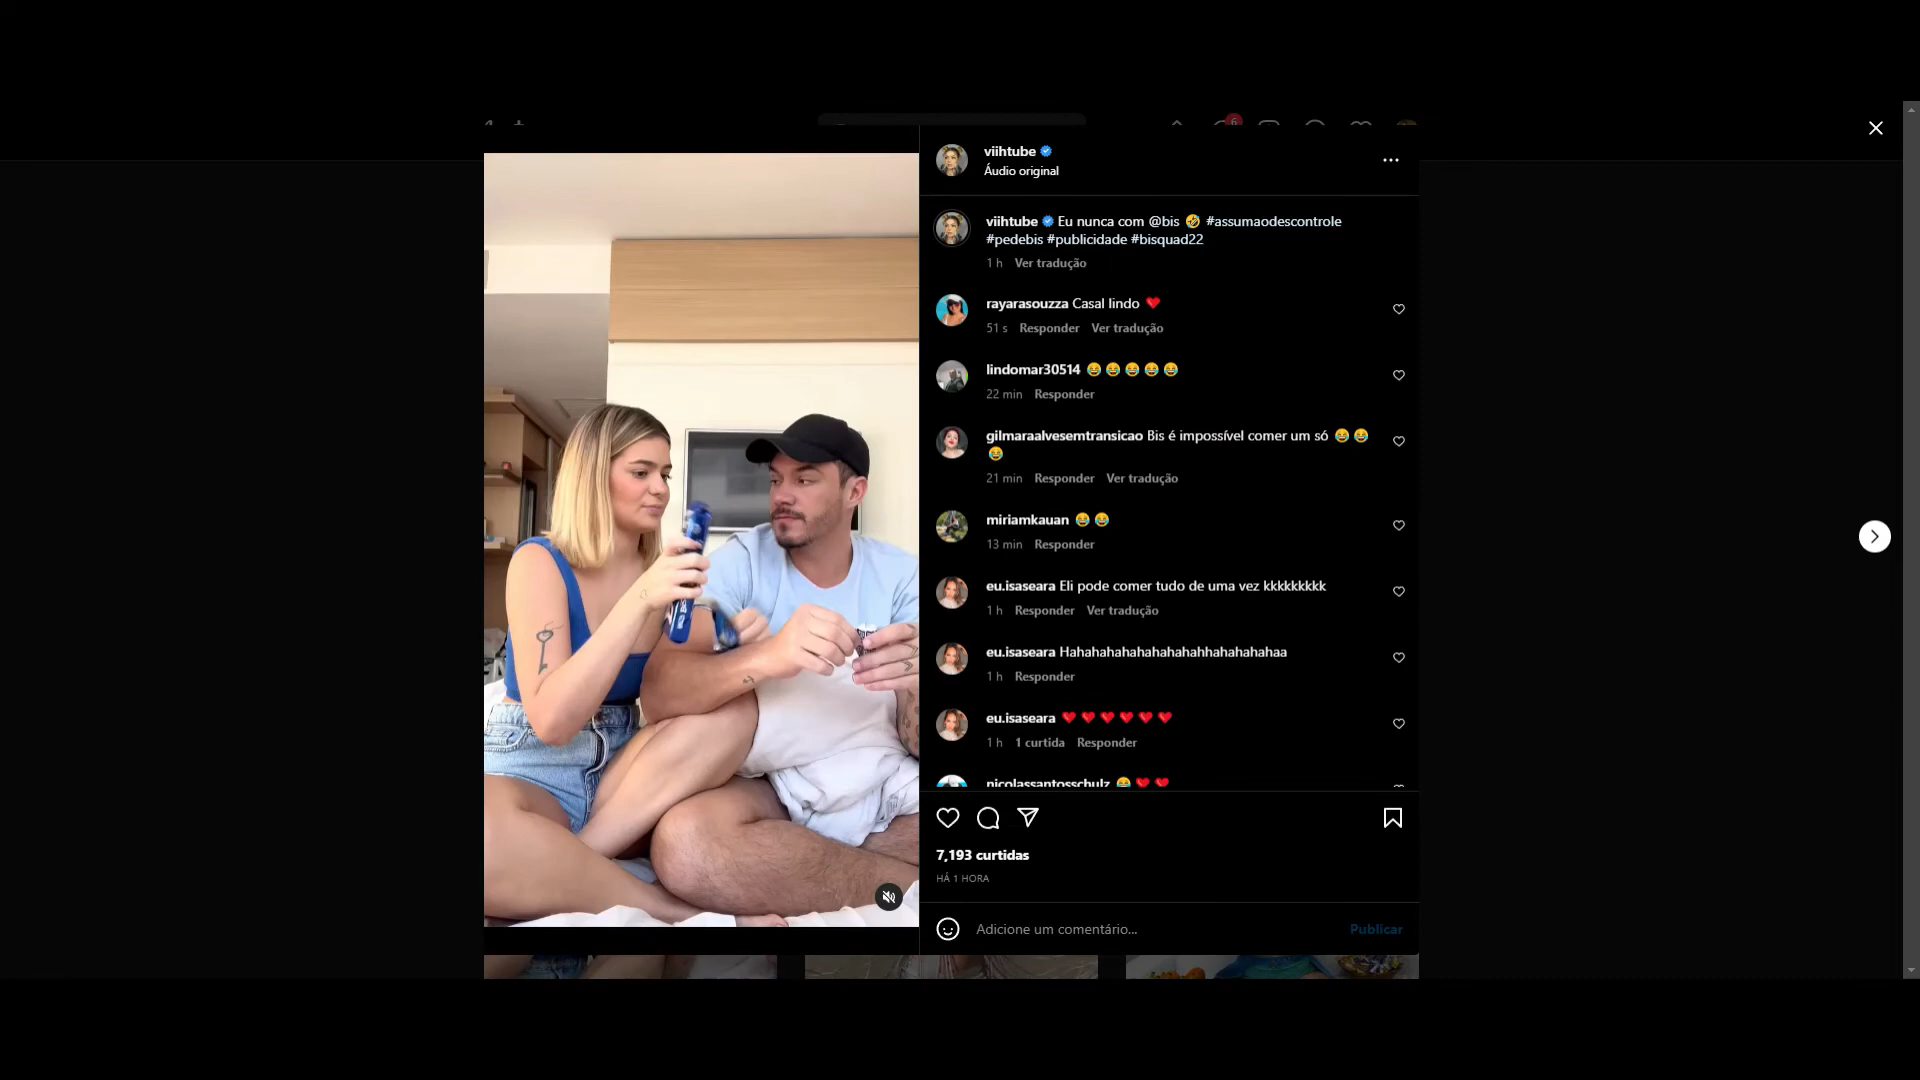 6
viihtube
Áudio original
viihtube Eu nunca com @bis 🤣 #assumaodescontrole
#pedebis #publicidade #bisquad22
1 h Ver tradução
rayarasouzza Casal lindo ❤️
51 s Responder Ver tradução
lindomar30514 😂😂😂😂😂
22 min Responder
gilmaraalvesemtransicao Bis é impossível comer um só 😂😂
😂
21 min Responder Ver tradução
miriamkauan 😂😂
13 min Responder
eu.isaseara Eli pode comer tudo de uma vez kkkkkkkkk
1 h Responder Ver tradução
eu.isaseara Hahahahahahahahahahhahahahahaa
1 h Responder
eu.isaseara ❤️❤️❤️❤️❤️❤️
1 h 1 curtida Responder
nicolassantosschulz 😂❤️❤️
7,193 curtidas
HÁ 1 HORA
Adicione um comentário...
Publicar